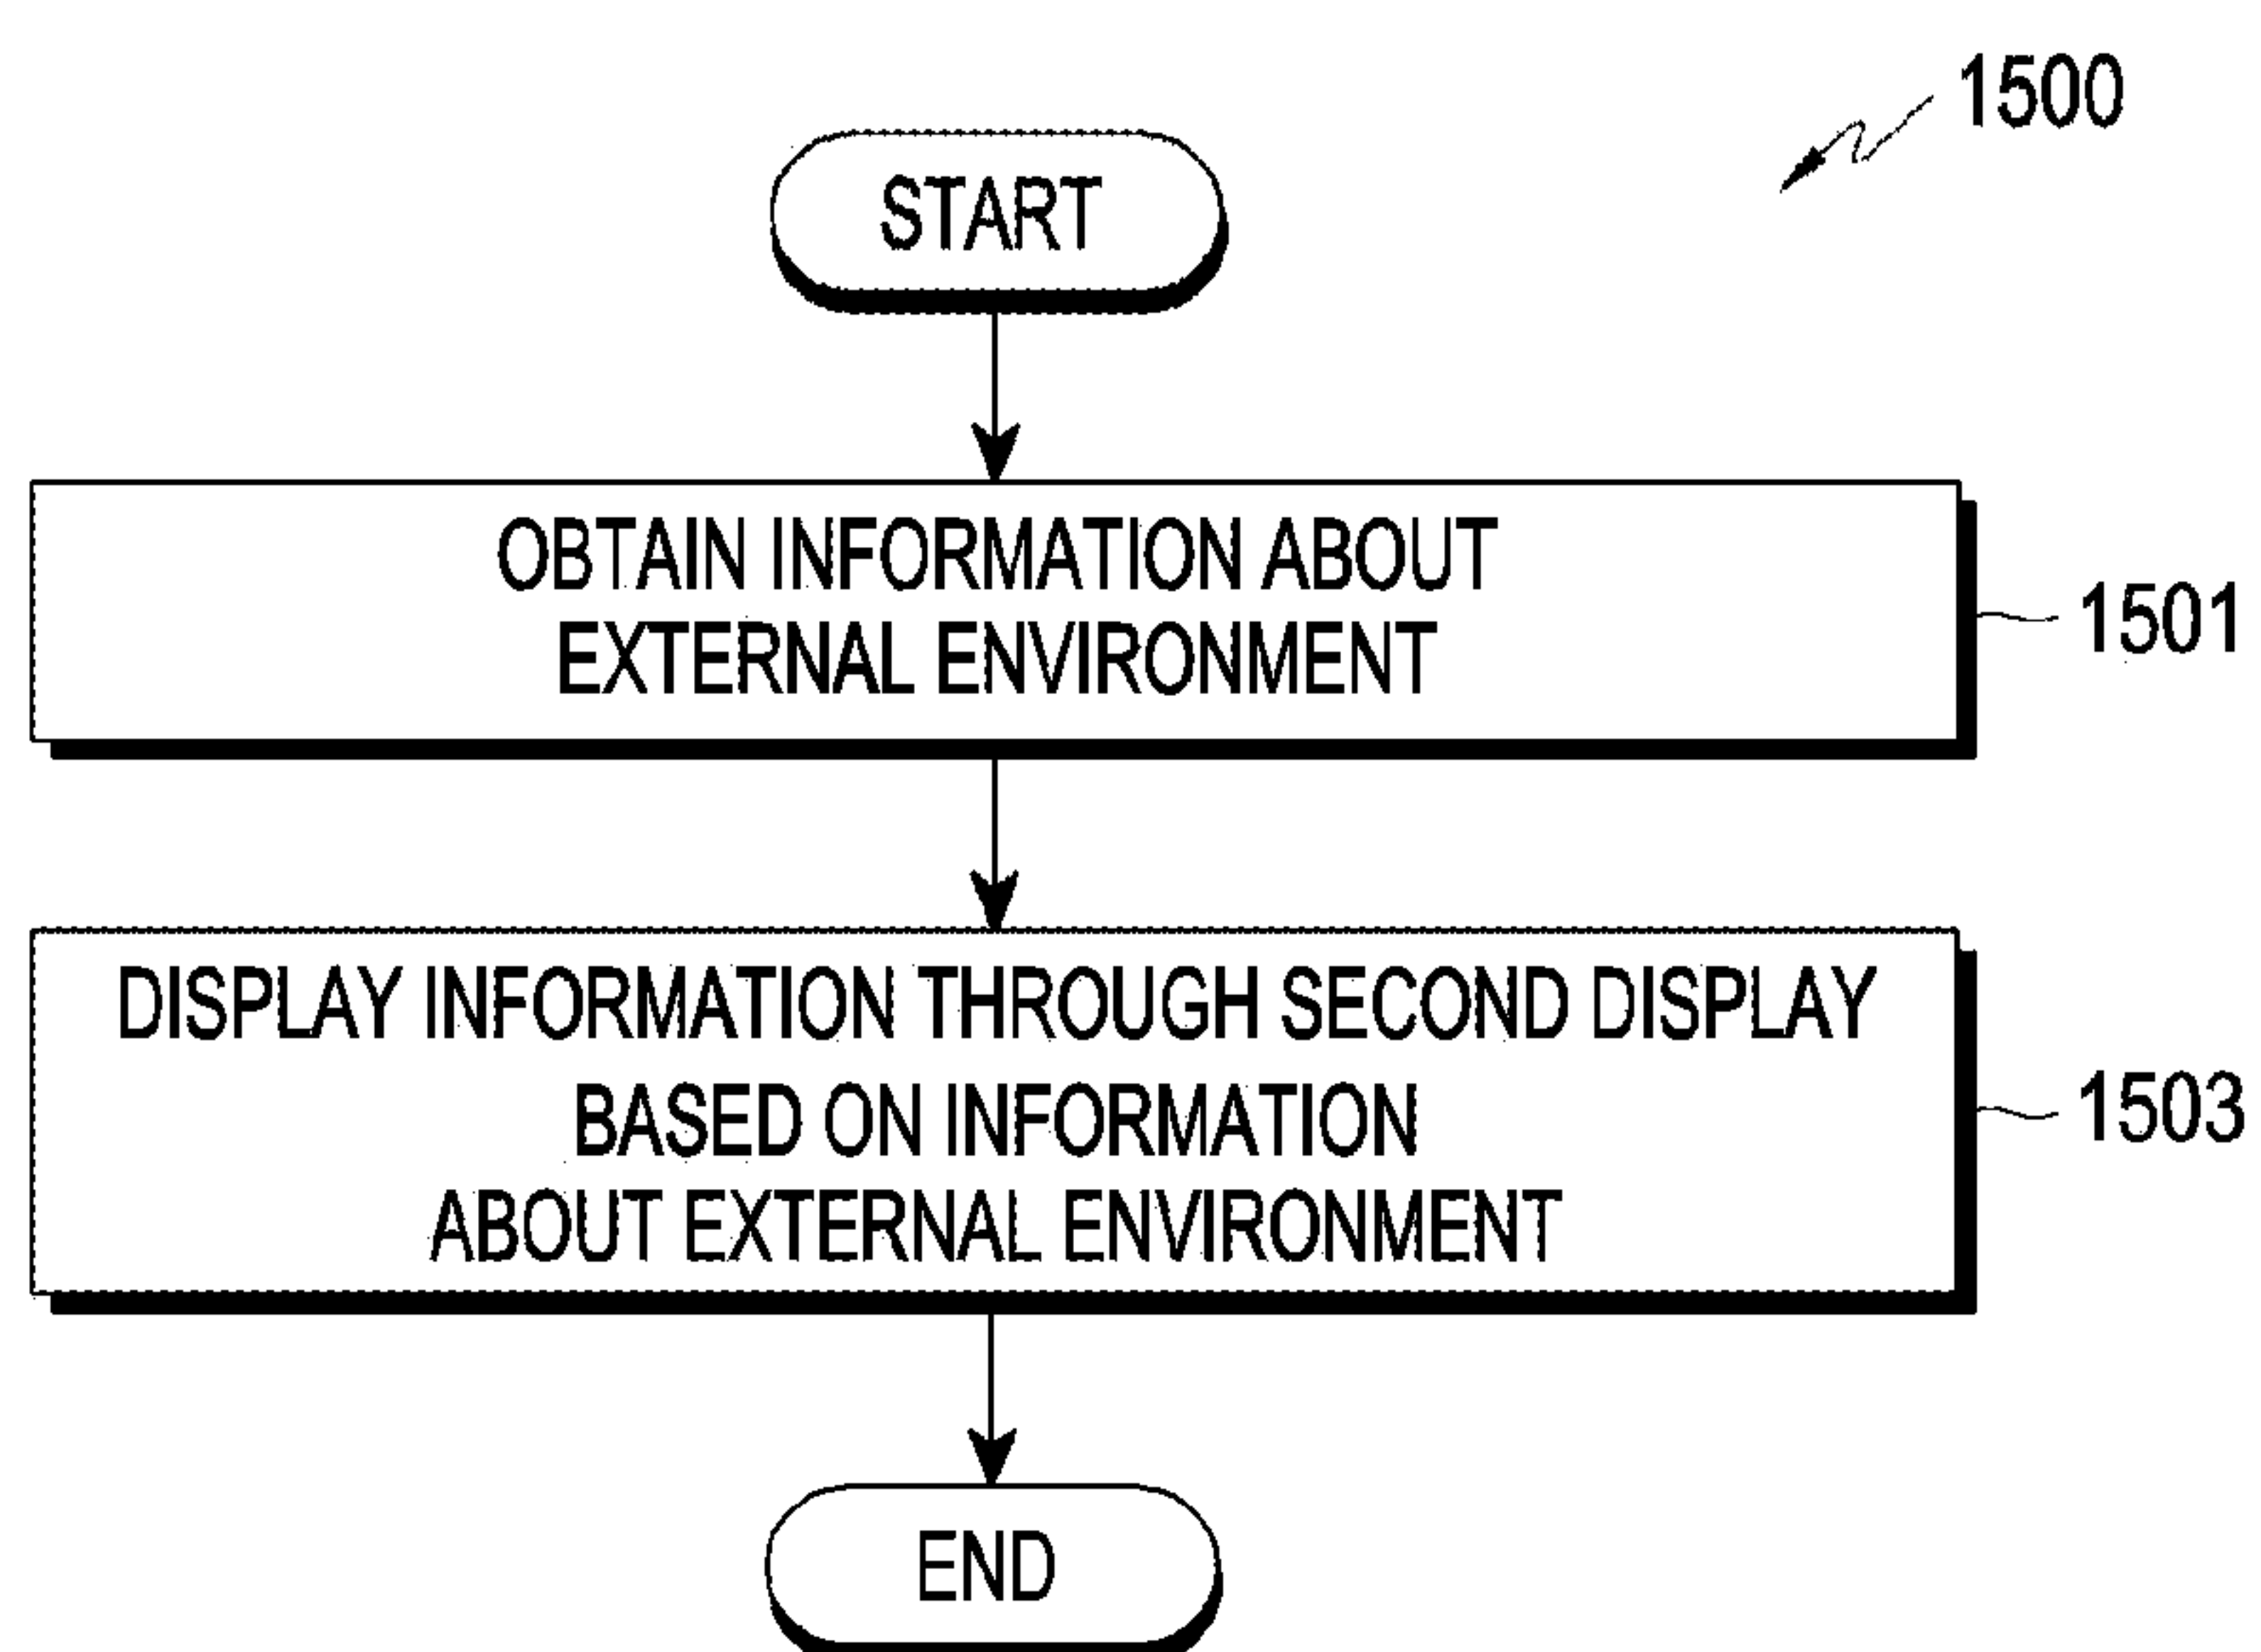 1500
START
OBTAIN INFORMATION ABOUT
EXTERNAL ENVIRONMENT
1501
DISPLAY INFORMATION THROUGH SECOND DISPLAY
BASED ON INFORMATION
ABOUT EXTERNAL ENVIRONMENT
1503
END